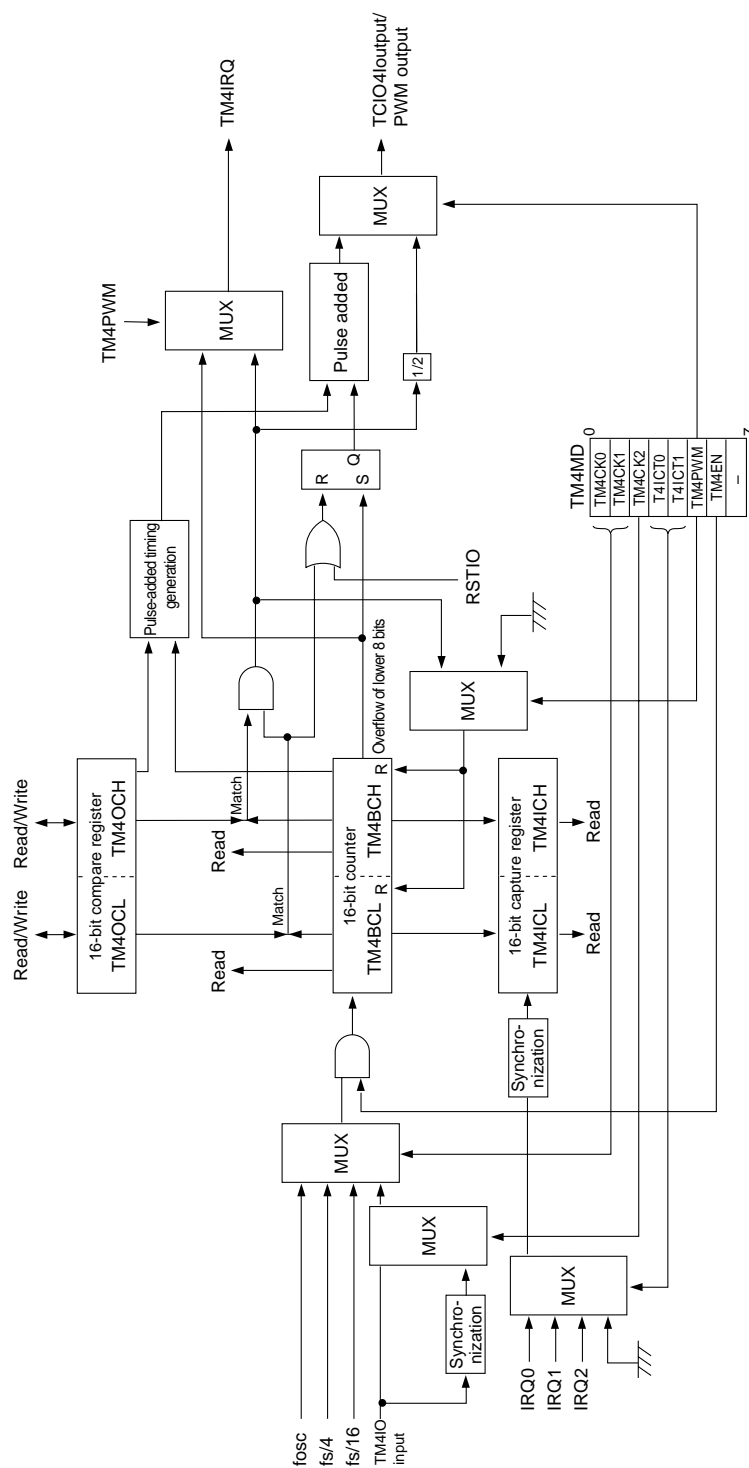 TM4IRQ
TCIO4Ioutput/
PWM output
TM4PWM
MUX
MUX
Pulse added
1/2
Pulse-added timing
generation
R
S
Q
RSTIO
Overflow of lower 8 bits
MUX
TM4MD
0
TM4CK0
TM4CK1
TM4CK2
T4ICT0
T4ICT1
TM4PWM
TM4EN
–
7
Read/Write
Read/Write
16-bit compare register
TM4OCL
TM4OCH
Match
Match
Read
Read
16-bit counter
TM4BCL
TM4BCH
R
R
16-bit capture register
TM4ICL
TM4ICH
Read
Read
Synchro-
nization
MUX
MUX
Synchro-
nization
MUX
fosc
fs/4
fs/16
TM4IO
input
IRQ0
IRQ1
IRQ2